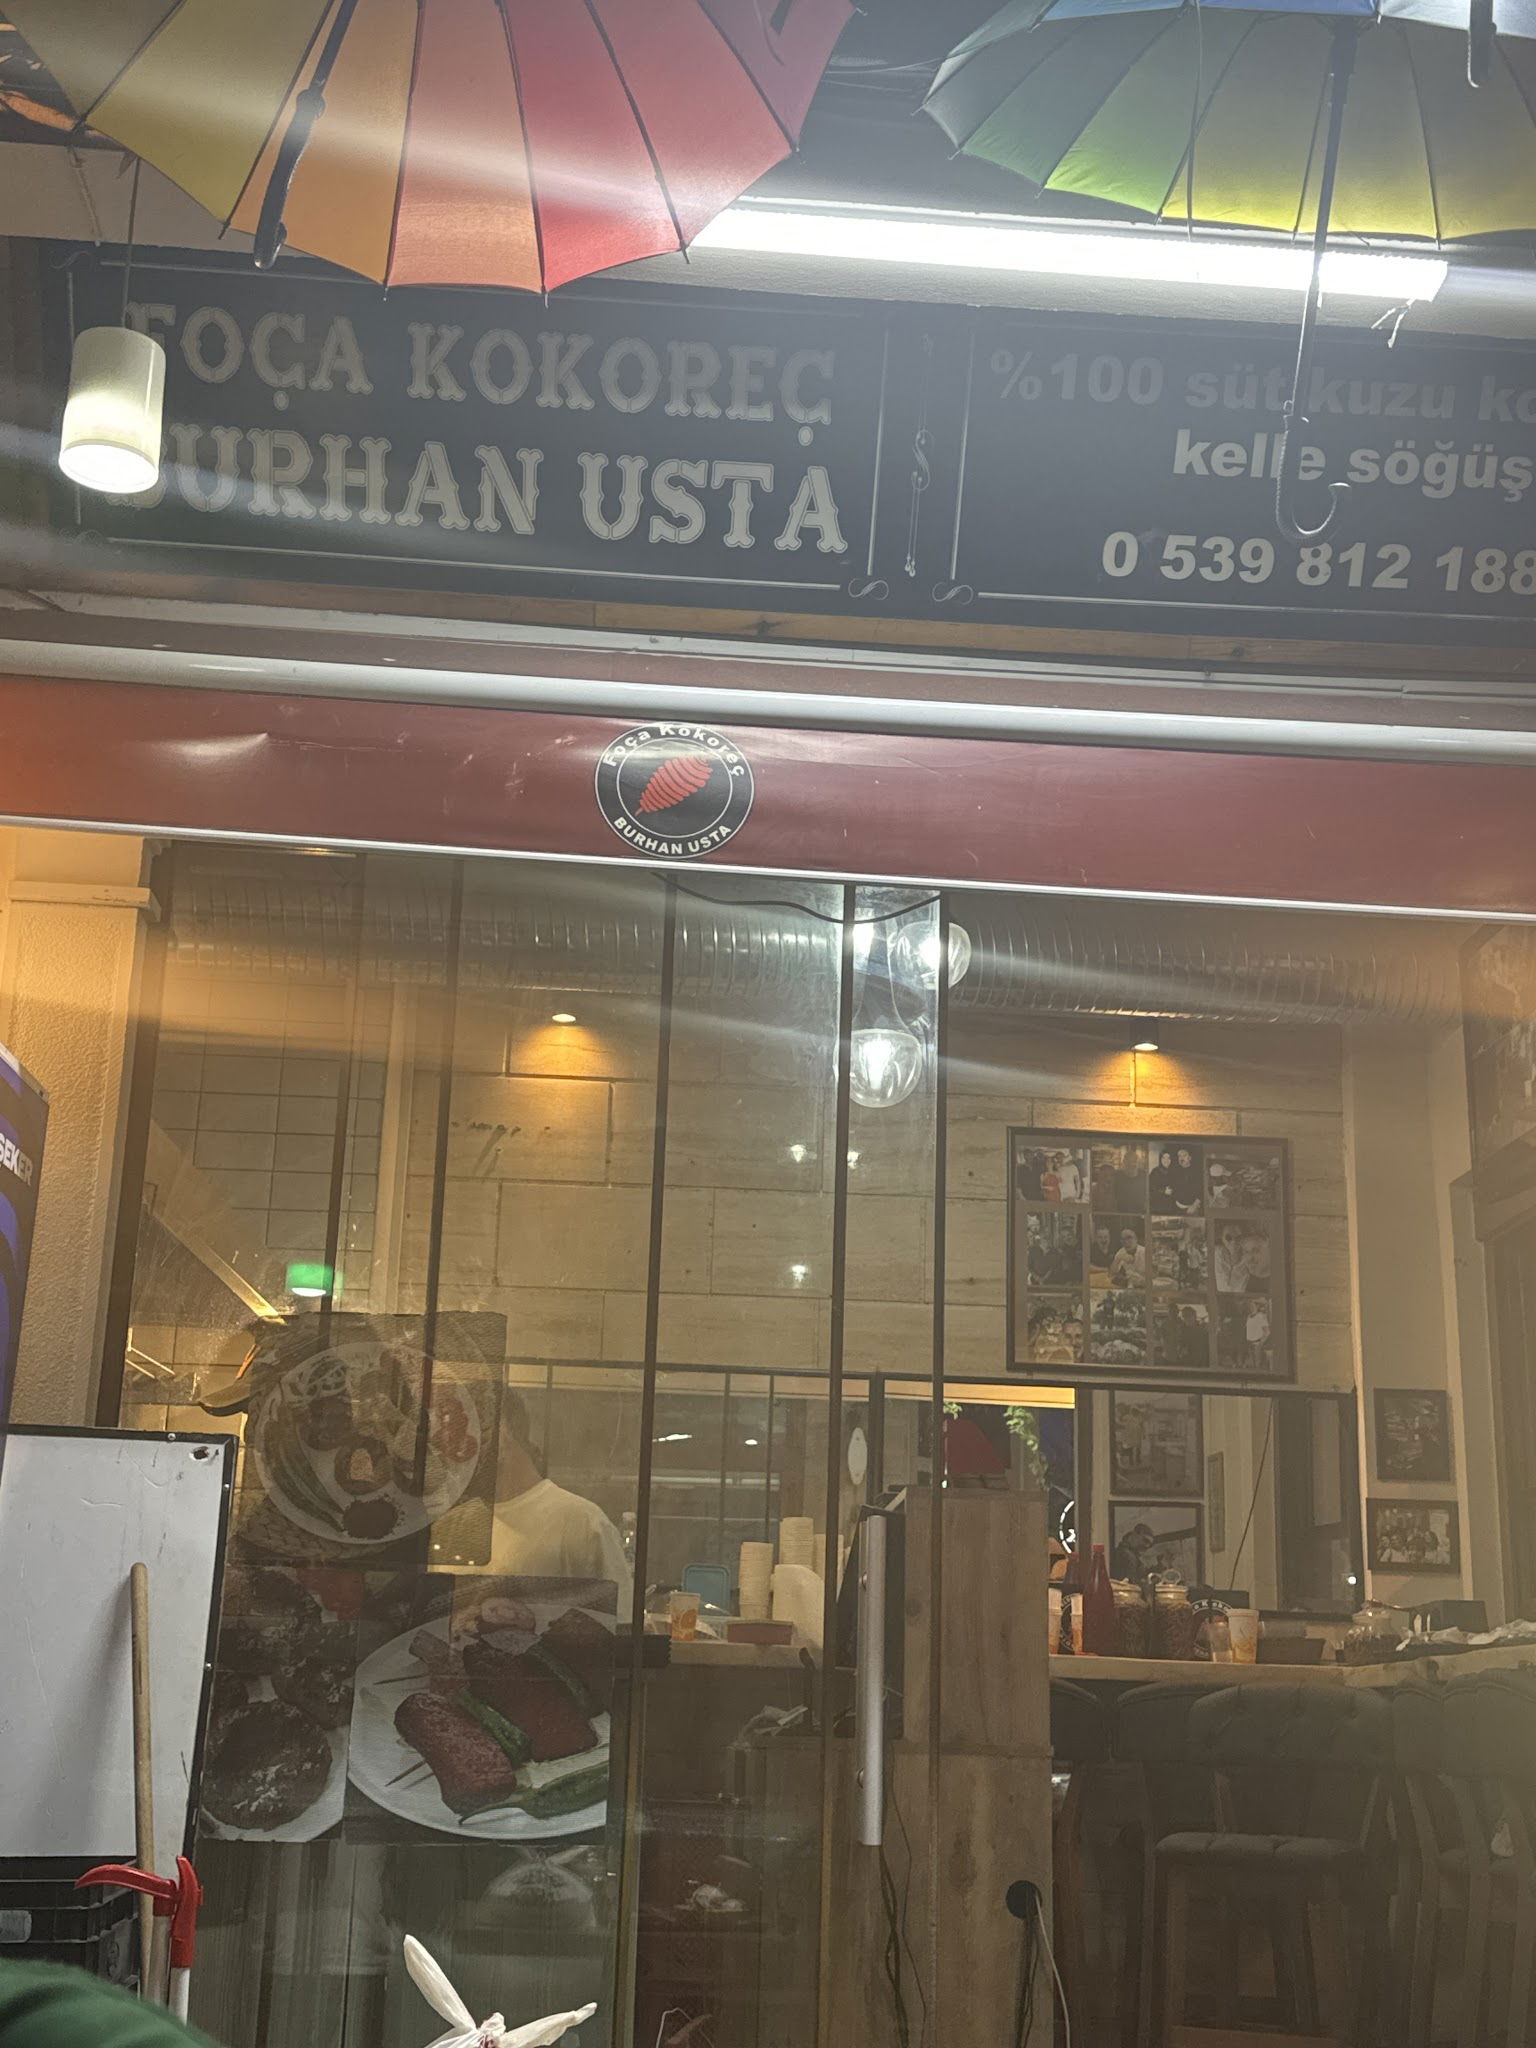 FOÇA KOKOREÇ
BURHAN USTA
%100 süt kuzu
kelle söğüş
0 539 812 188
Foça Kokoreç
BURHAN USTA